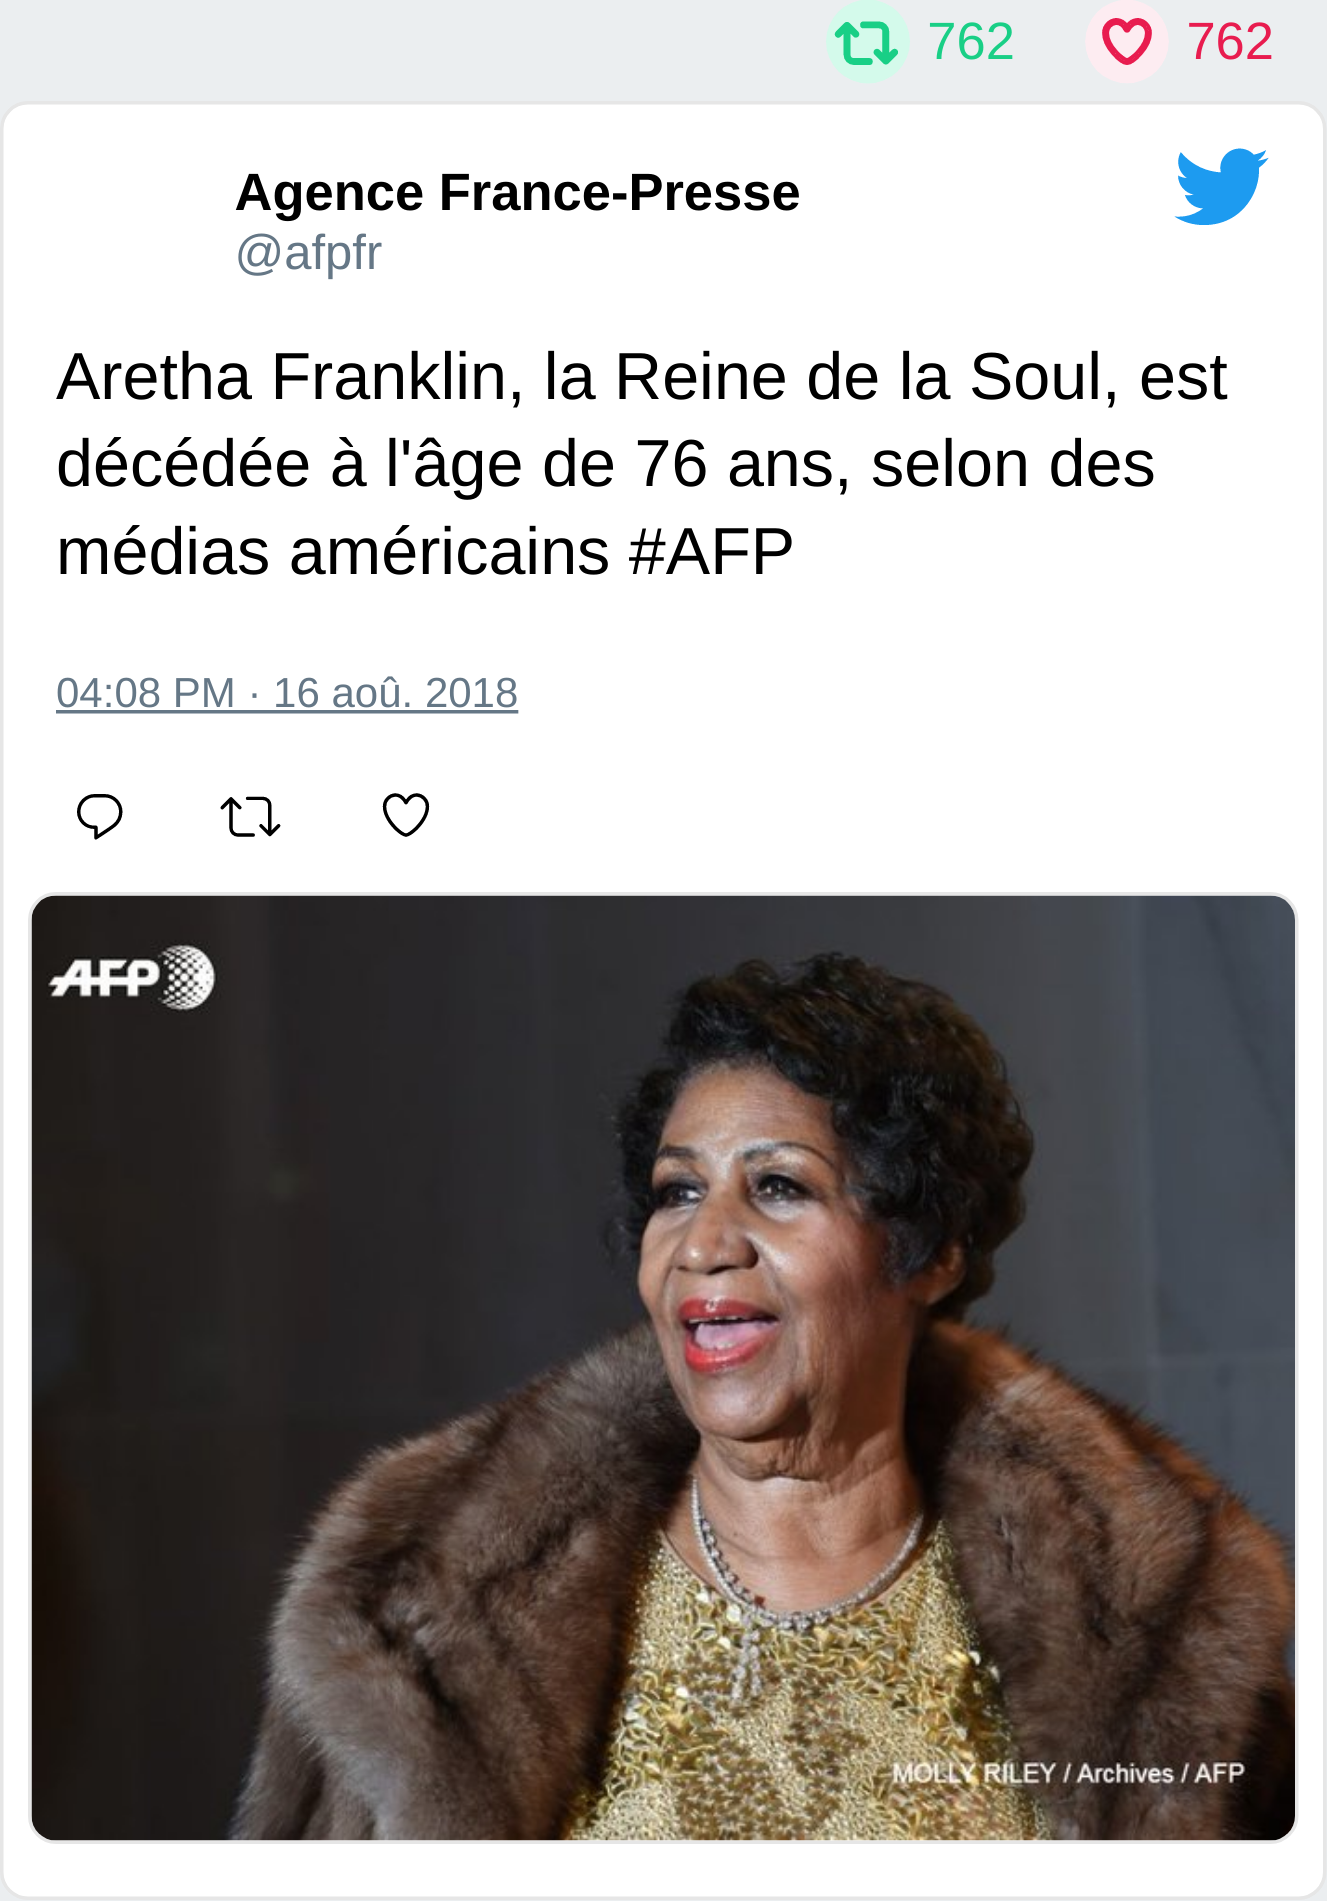 762 762
Agence France-Presse
@afpfr
Aretha Franklin, la Reine de la Soul, est
décédée à l'âge de 76 ans, selon des
médias américains #AFP
04:08 PM · 16 aoû. 2018
AFP
MOLLY RILEY / Archives / AFP